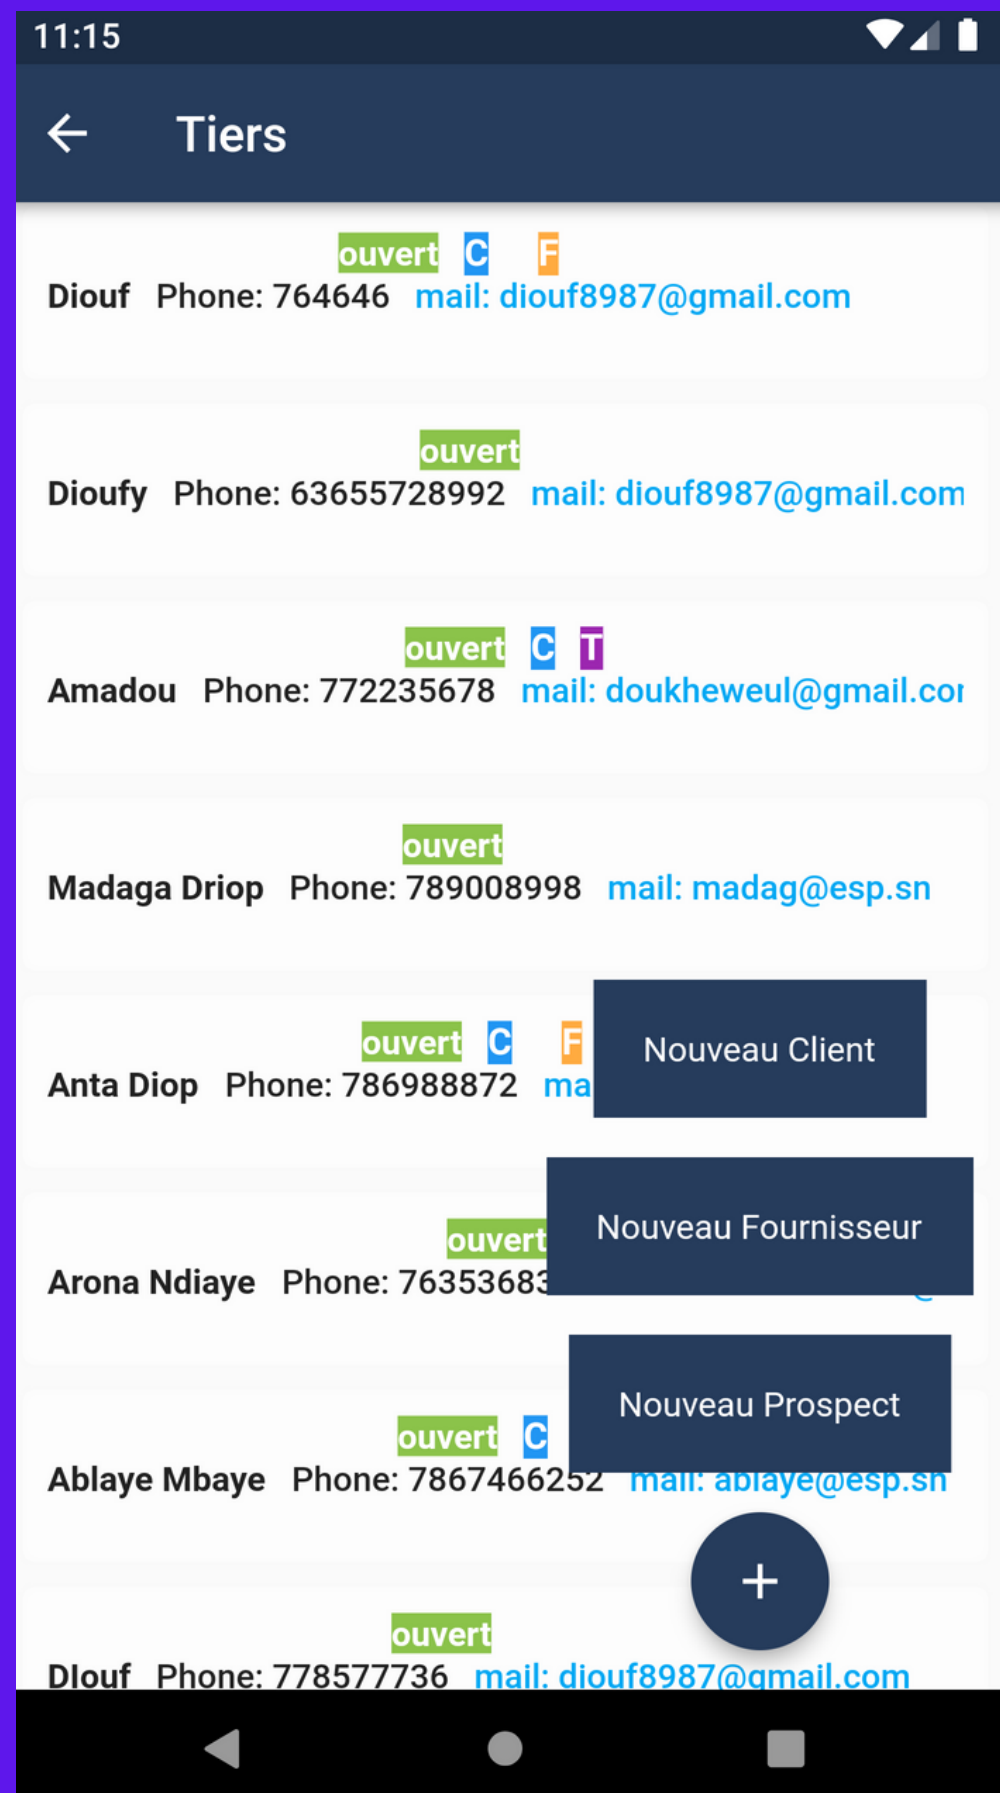 11:15
Tiers
ouvert C F
Diouf Phone: 764646 mail: diouf8987@gmail.com
ouvert
Dioufy Phone: 63655728992 mail: diouf8987@gmail.com
ouvert C T
Amadou Phone: 772235678 mail: doukheweul@gmail.cor
ouvert
Madaga Driop Phone: 789008998 mail: madag@esp.sn
ouvert C F
Anta Diop Phone: 786988872 ma
Nouveau Client
ouvert
Arona Ndiaye Phone: 76353683
Nouveau Fournisseur
ouvert C
Ablaye Mbaye Phone: 7867466252 mail: ablaye@esp.sn
Nouveau Prospect
+
ouvert
DIouf Phone: 778577736 mail: diouf8987@gmail.com